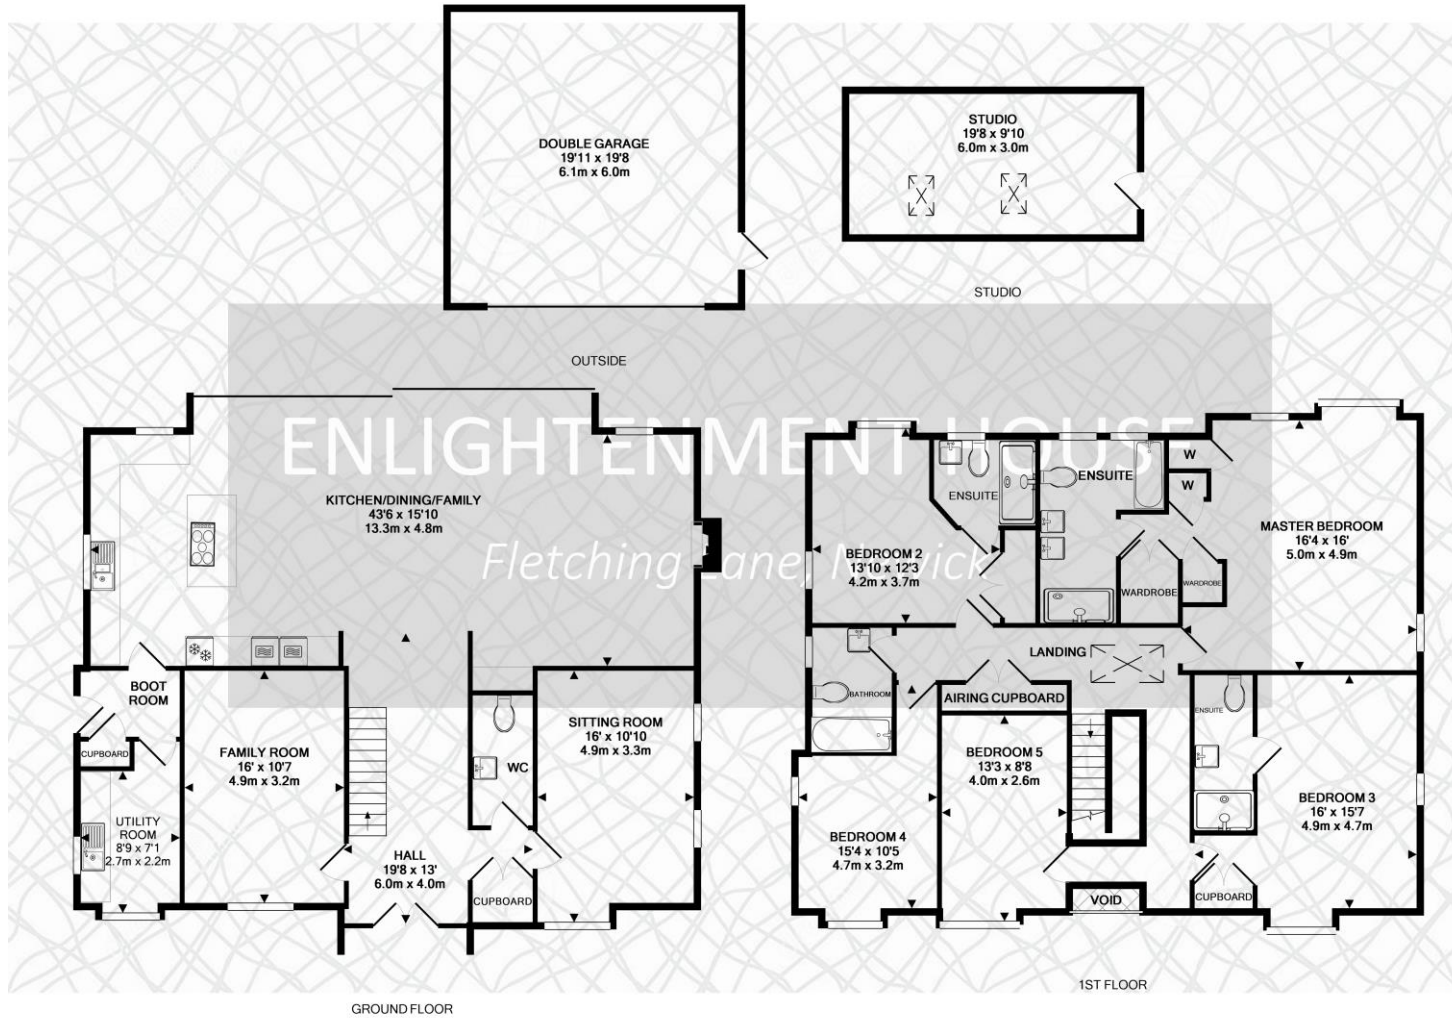 DOUBLE GARAGE
19'11 x 19'8
6.1m x 6.0m
STUDIO
19'8 x 9'10
6.0m x 3.0m
STUDIO
OUTSIDE
ENLIGHTENMENT HOUSE
Fletching Lane, Newick
KITCHEN/DINING/FAMILY
43'6 x 15'10
13.3m x 4.8m
BOOT
ROOM
CUPBOARD
UTILITY
ROOM
8'9 x 7'1
2.7m x 2.2m
FAMILY ROOM
16' x 10'7
4.9m x 3.2m
WC
SITTING ROOM
16' x 10'10
4.9m x 3.3m
HALL
19'8 x 13'
6.0m x 4.0m
CUPBOARD
GROUND FLOOR
BEDROOM 2
13'10 x 12'3
4.2m x 3.7m
ENSUITE
ENSUITE
W
W
WARDROBE
WARDROBE
MASTER BEDROOM
16'4 x 16'
5.0m x 4.9m
LANDING
BATHROOM
AIRING CUPBOARD
ENSUITE
BEDROOM 5
13'3 x 8'8
4.0m x 2.6m
BEDROOM 4
15'4 x 10'5
4.7m x 3.2m
BEDROOM 3
16' x 15'7
4.9m x 4.7m
VOID
CUPBOARD
1ST FLOOR